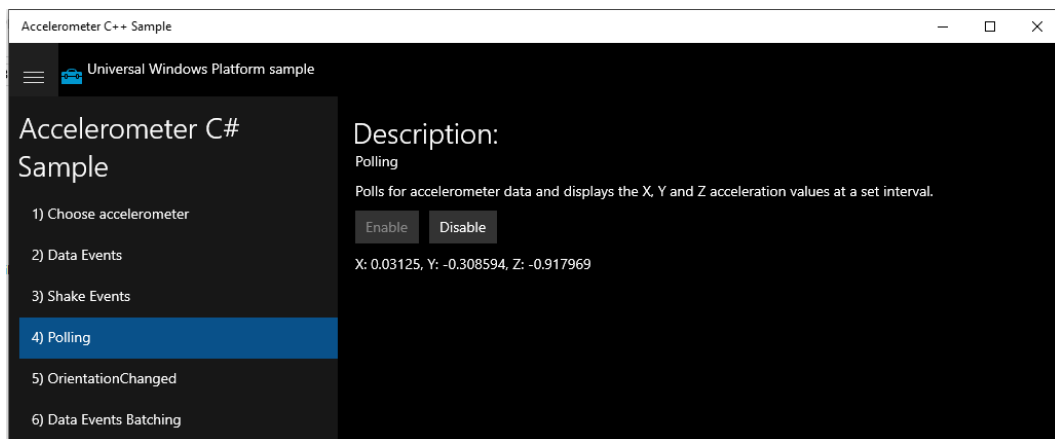 Accelerometer C++ Sample
Universal Windows Platform sample
Accelerometer C#
Sample
1) Choose accelerometer
2) Data Events
3) Shake Events
4) Polling
5) OrientationChanged
6) Data Events Batching
Description:
Polling
Polls for accelerometer data and displays the X, Y and Z acceleration values at a set interval.
Enable
Disable
X: 0.03125, Y: -0.308594, Z: -0.917969